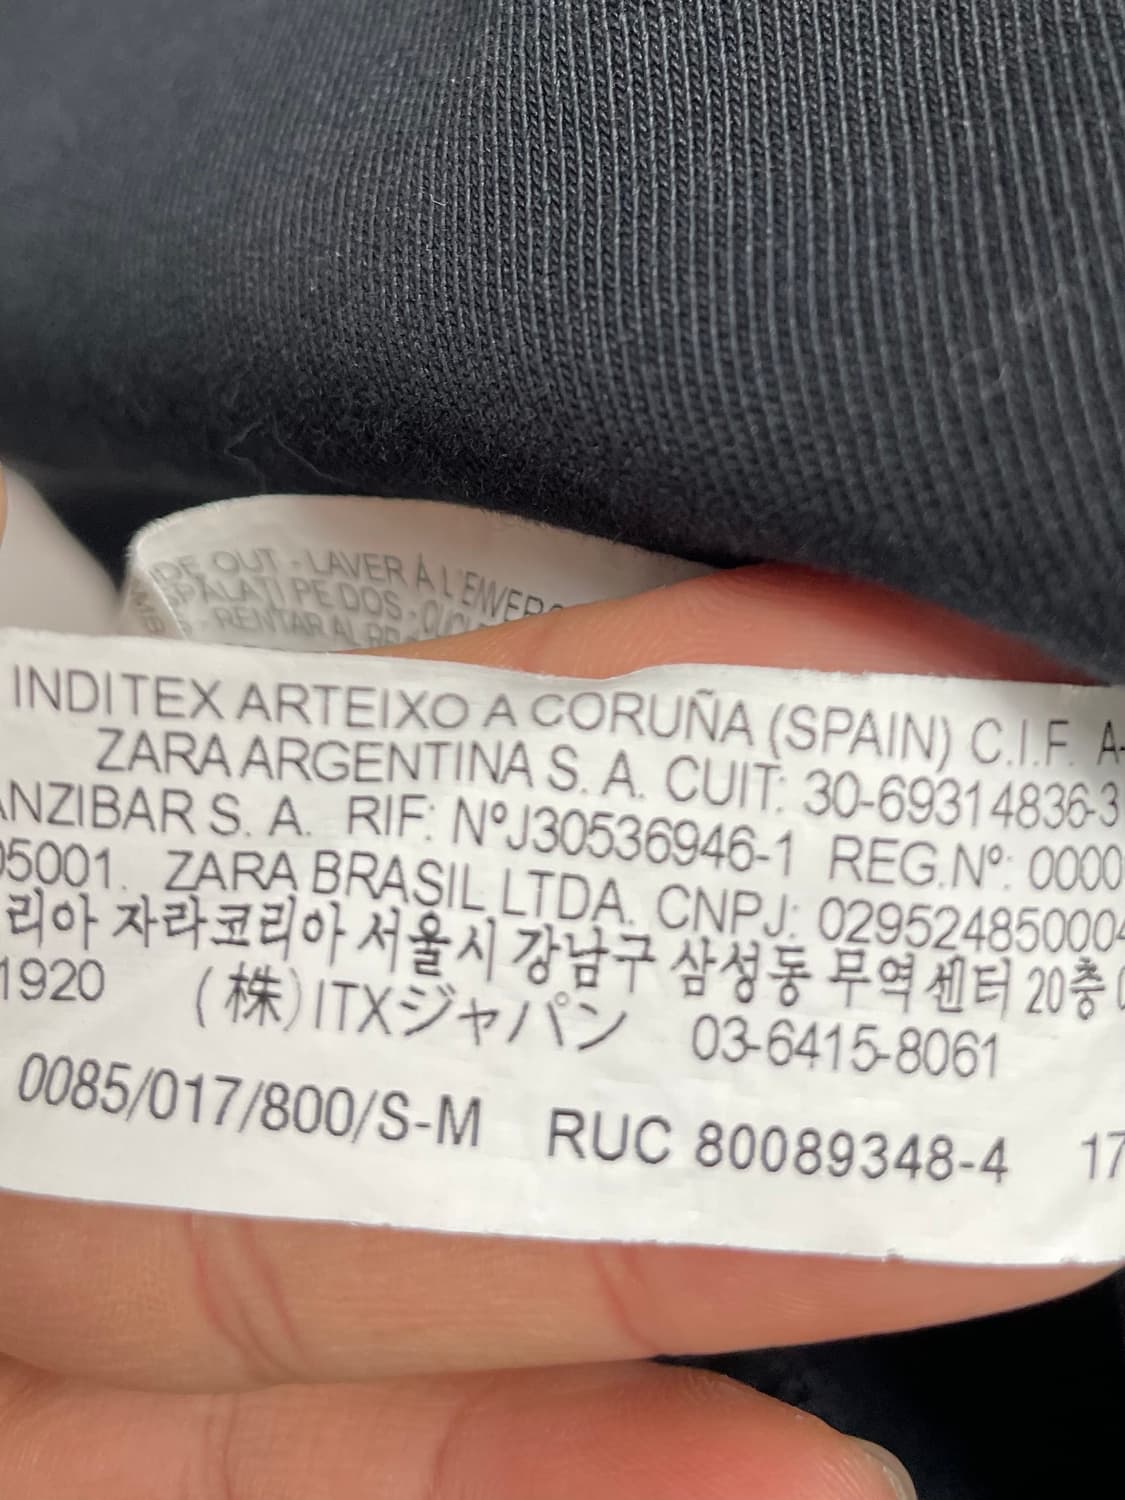 DE OUT - LAVER À L'ENVERS
SPĂLAȚI PE DOS -
- RENTAR AL
INDITEX ARTEIXO A CORUÑA (SPAIN) C.I.F. A-
ZARA ARGENTINA S. A. CUIT: 30-69314836-3
ANZIBAR S. A. RIF: NºJ30536946-1 REG.Nº: 0000
05001. ZARA BRASIL LTDA. CNPJ: 029524850004
리아 자라코리아 서울시 강남구 삼성동 무역센터 20층
1920 (株)ITXジャパン 03-6415-8061
0085/017/800/S-M RUC 80089348-4 17